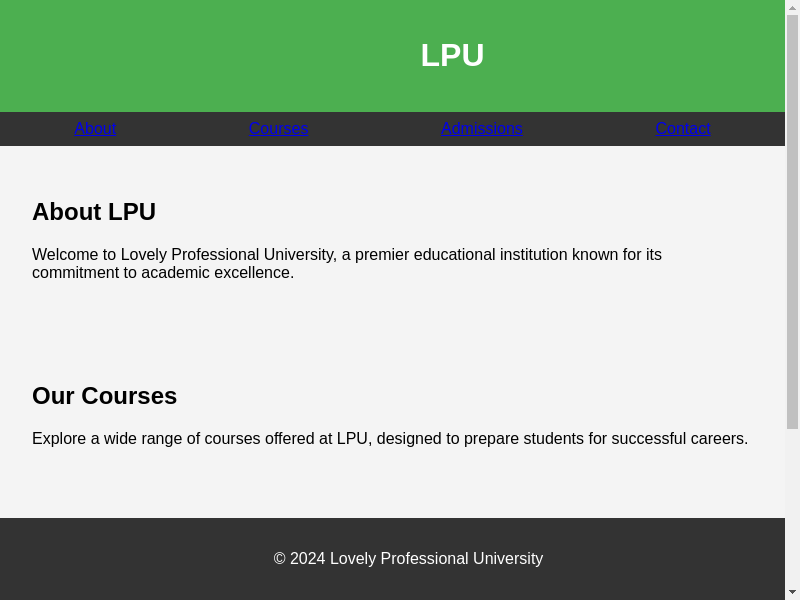 LPU
About Courses Admissions Contact
About LPU
Welcome to Lovely Professional University, a premier educational institution known for its
commitment to academic excellence.
Our Courses
Explore a wide range of courses offered at LPU, designed to prepare students for successful careers.
© 2024 Lovely Professional University